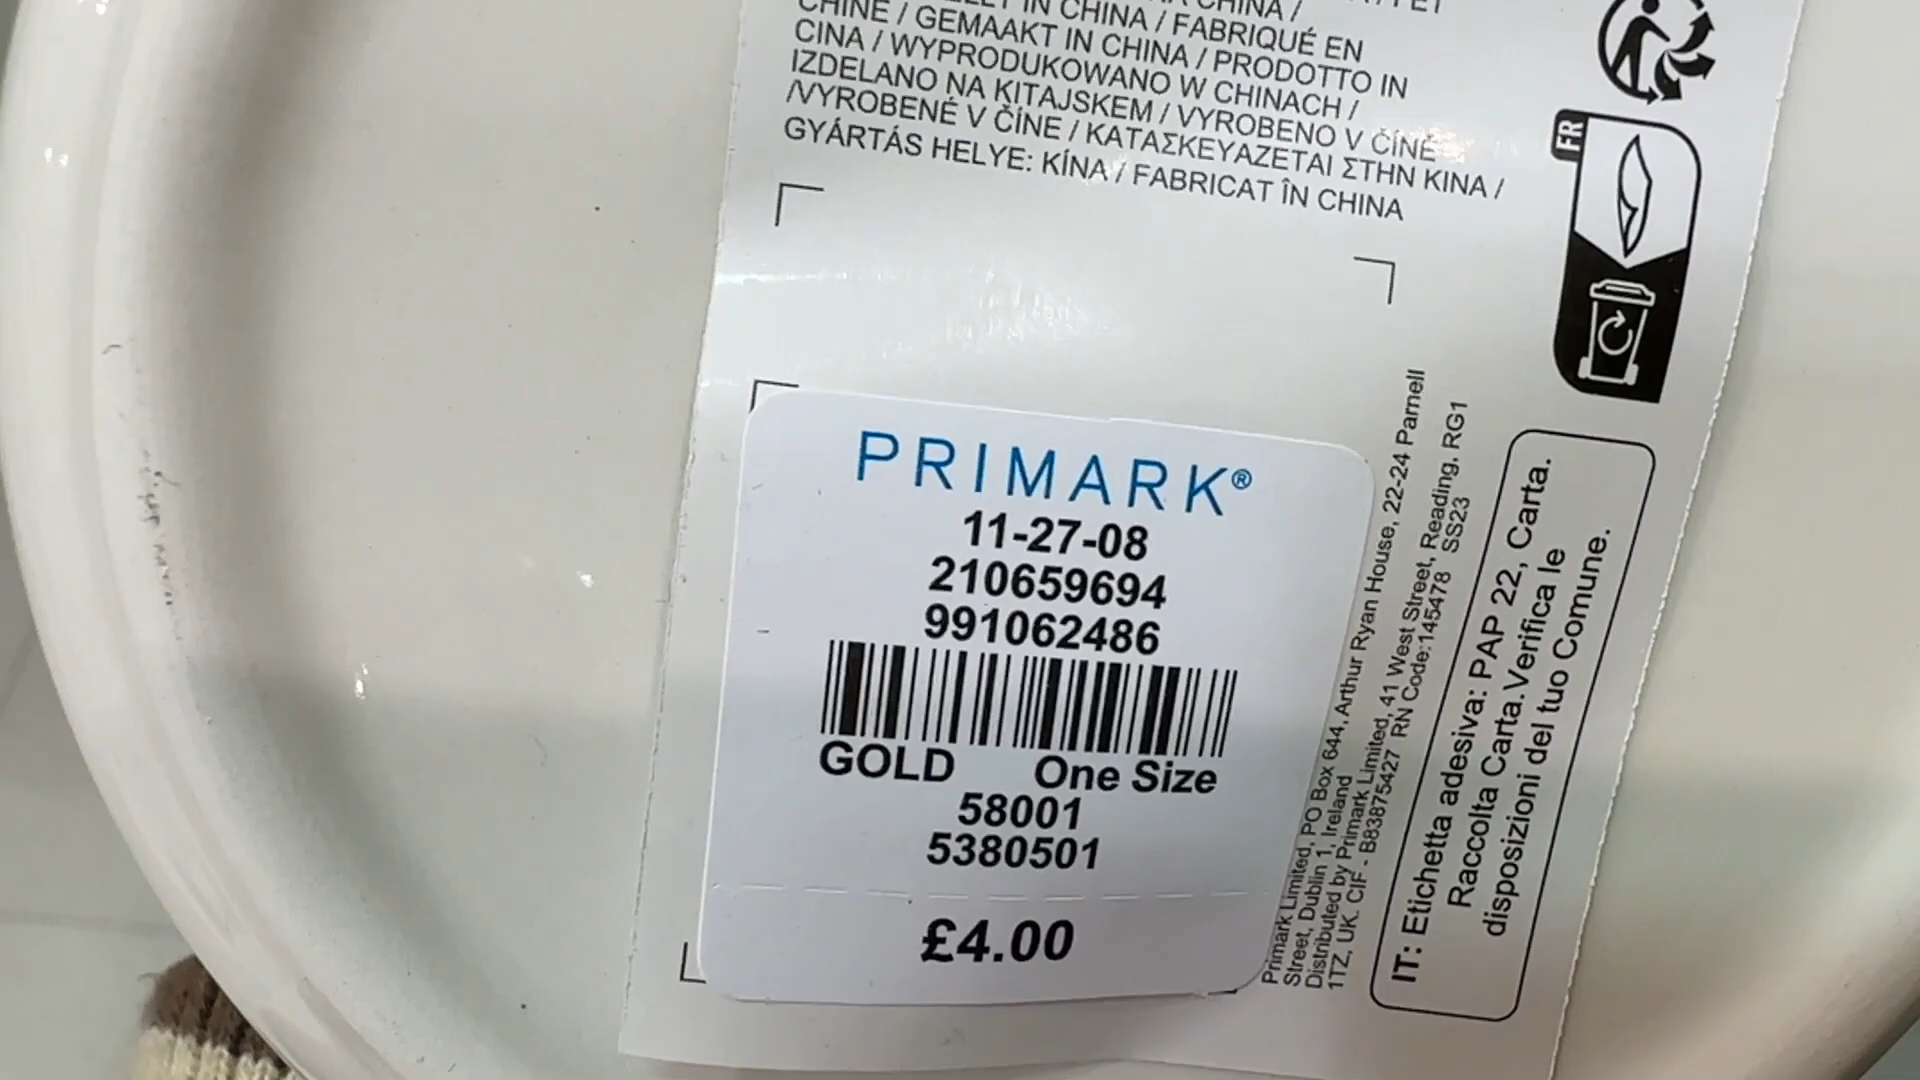 IN CHINA / FABRIQUÉ EN
CHINE / GEMAAKT IN CHINA / PRODOTTO IN
CINA / WYPRODUKOWANO W CHINACH /
IZDELANO NA KITAJSKEM / VYROBENO V ČÍNĚ
/VYROBENÉ V ČÍNE / ΚΑΤΑΣΚΕΥΑΖΕΤΑΙ ΣΤΗΝ ΚΙΝΑ /
GYÁRTÁS HELYE: KÍNA / FABRICAT ÎN CHINA
FR
PRIMARK®
11-27-08
210659694
991062486
GOLD One Size
58001
5380501
£4.00
Primark Limited, PO Box 644, Arthur Ryan House, 22-24 Parnell
Street, Dublin 1, Ireland
Distributed by Primark Limited, 41 West Street, Reading, RG1
1TZ, UK. CIF - B83875427 RN Code:145478 SS23
IT: Etichetta adesiva: PAP 22, Carta.
Raccolta Carta. Verifica le
disposizioni del tuo Comune.